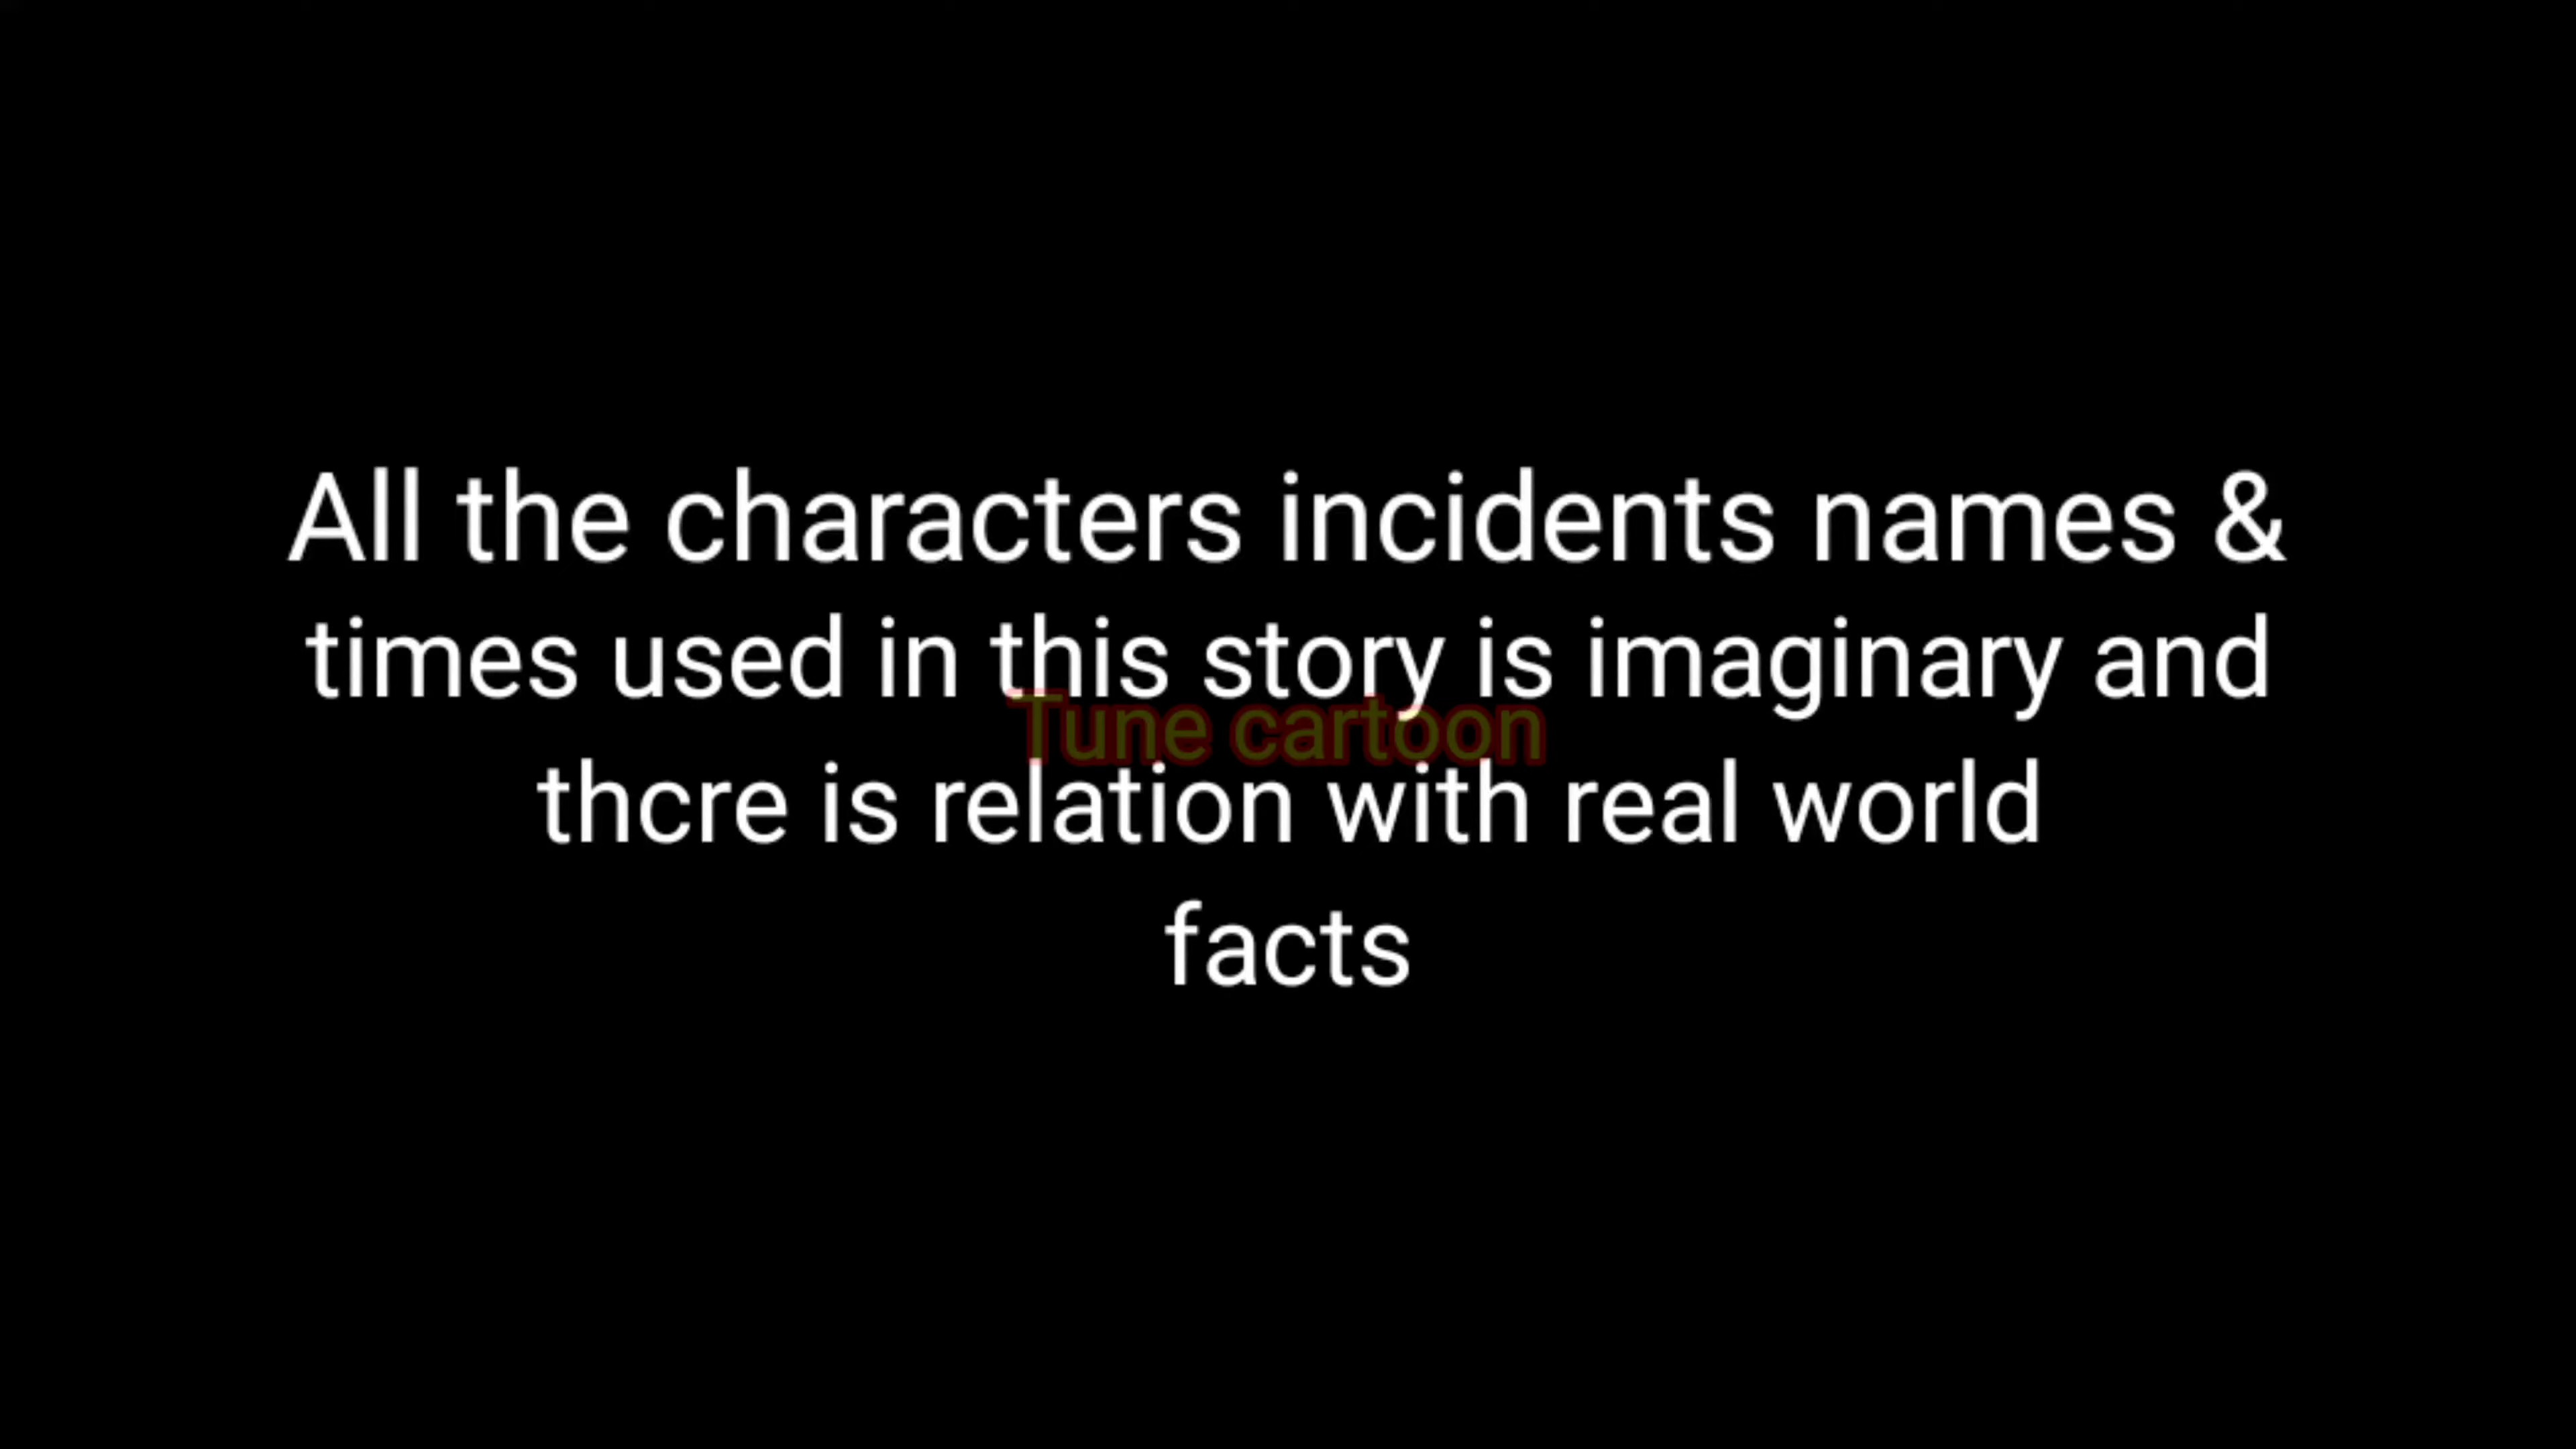 All the characters incidents names &
times used in this story is imaginary and
Tune cartoon
thcre is relation with real world
facts